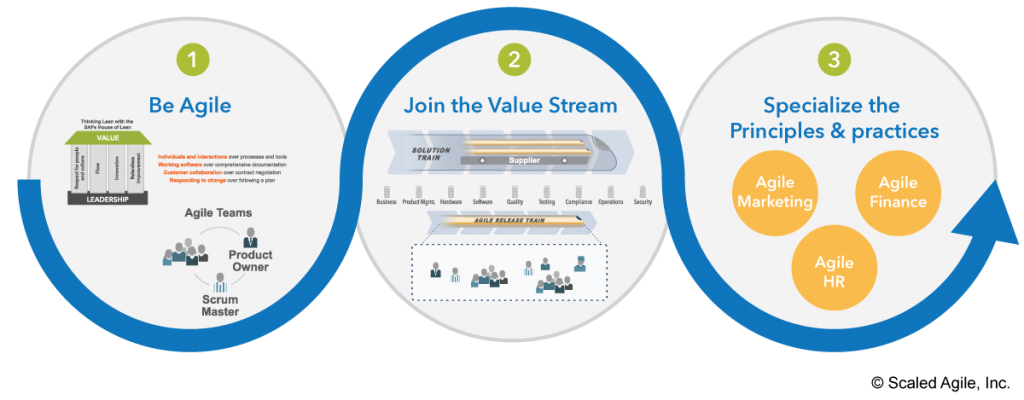 1
Be Agile
Thinking Lean with the
SAFe House of Lean
VALUE
Respect for people
and culture
Flow
Innovation
Relentless
Improvement
LEADERSHIP
Individuals and interactions over processes and tools
Working software over comprehensive documentation
Customer collaboration over contract negotiation
Responding to change over following a plan
Agile Teams
Product
Owner
Scrum
Master
2
Join the Value Stream
SOLUTION
TRAIN
Supplier
Business Product Mgmt. Hardware Software Quality Testing Compliance Operations Security
AGILE RELEASE TRAIN
3
Specialize the
Principles & practices
Agile
Marketing
Agile
Finance
Agile
HR
© Scaled Agile, Inc.